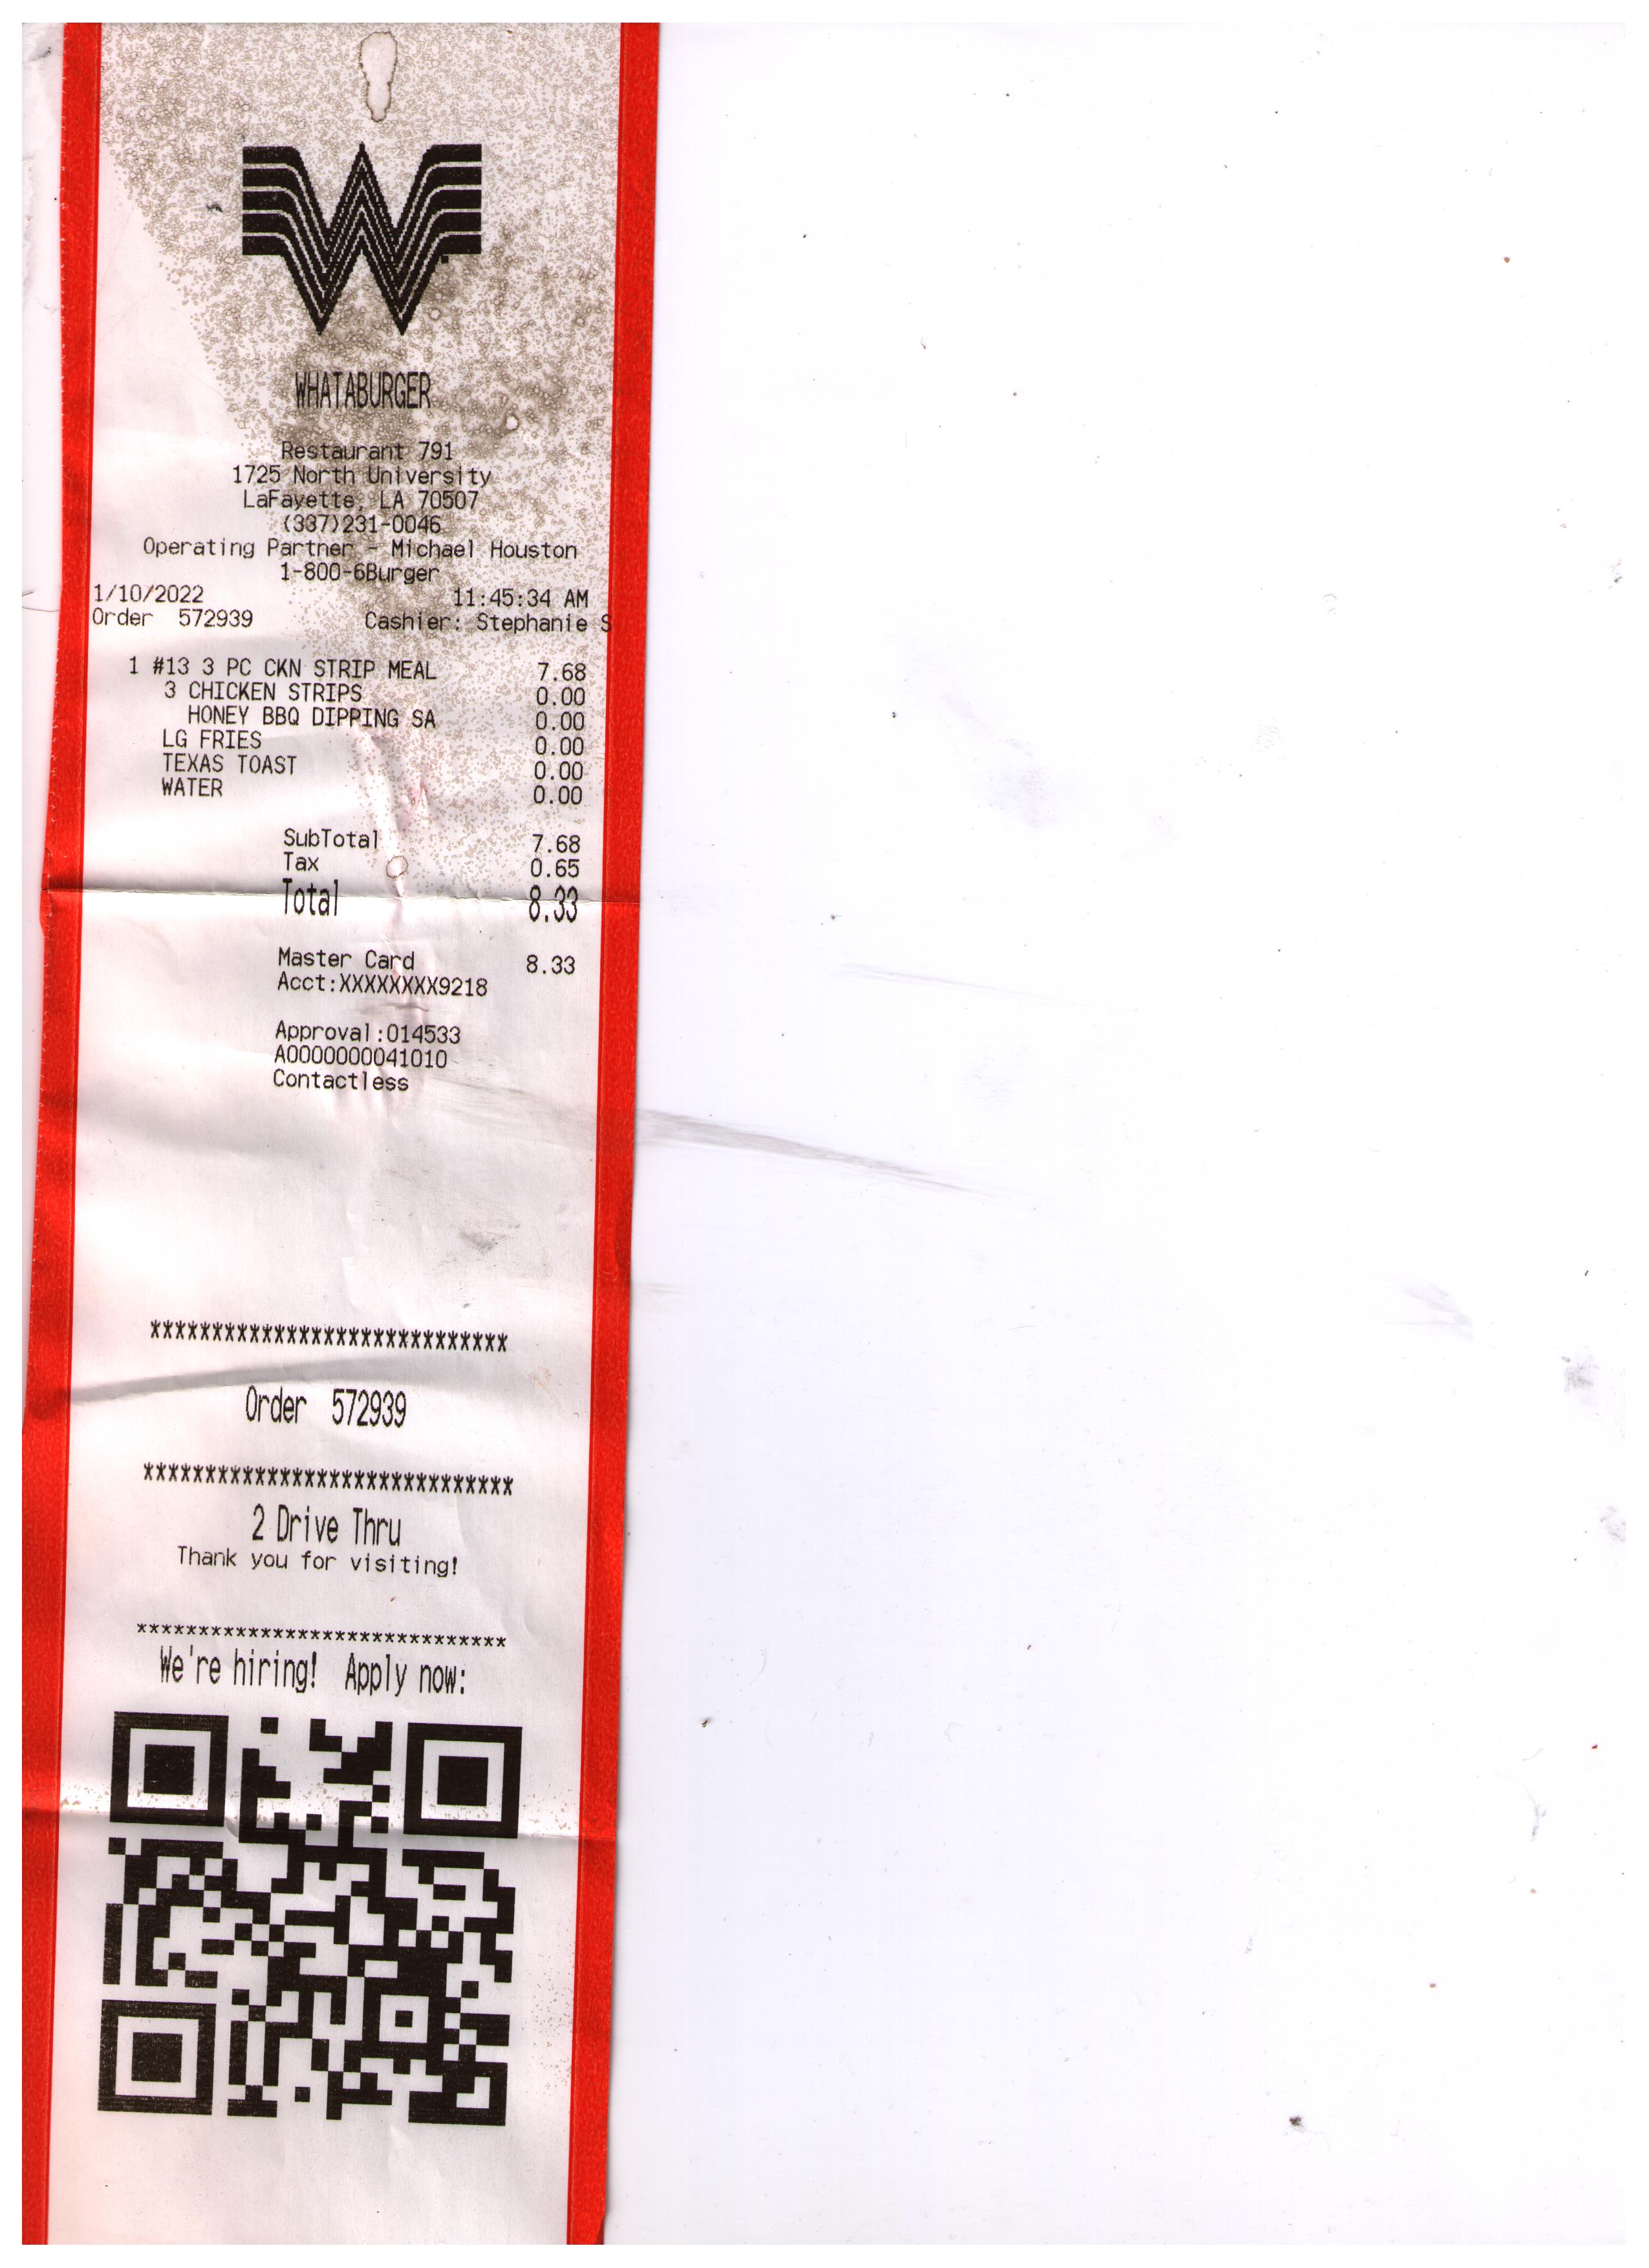 WHATABURGER
Restaurant 791
1725 North University
LaFayette, LA 70507
(337)231-0046
Operating Partner - Michael Houston
1-800-6Burger
1/10/2022 11:45:34 AM
Order 572939 Cashier: Stephanie S
1 #13 3 PC CKN STRIP MEAL 7.68
3 CHICKEN STRIPS 0.00
HONEY BBQ DIPPING SA 0.00
LG FRIES 0.00
TEXAS TOAST 0.00
WATER 0.00
SubTotal 7.68
Tax 0.65
Total 8.33
Master Card 8.33
Acct:XXXXXXXX9218
Approval:014533
A0000000041010
Contactless
*****************************
Order 572939
******************************
2 Drive Thru
Thank you for visiting!
******************************
We're hiring! Apply now: